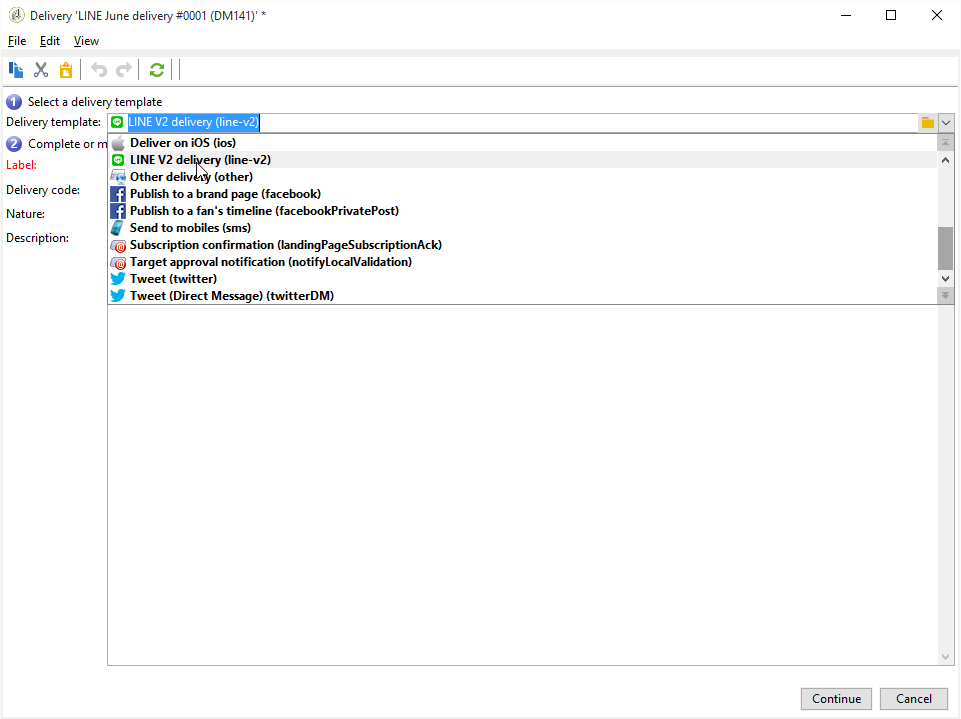 Delivery 'LINE June delivery #0001 (DM141)' *
File Edit View
1 Select a delivery template
Delivery template: LINE V2 delivery (line-v2)
2 Complete or m
Label:
Delivery code:
Nature:
Description:
Deliver on iOS (ios)
LINE V2 delivery (line-v2)
Other delivery (other)
Publish to a brand page (facebook)
Publish to a fan's timeline (facebookPrivatePost)
Send to mobiles (sms)
Subscription confirmation (landingPageSubscriptionAck)
Target approval notification (notifyLocalValidation)
Tweet (twitter)
Tweet (Direct Message) (twitterDM)
Continue Cancel